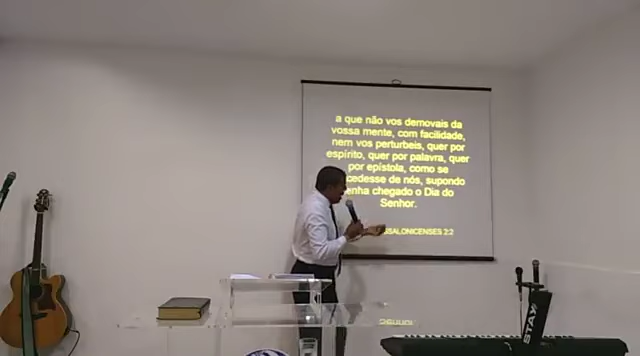 a que não vos demovais da
vossa mente, com facilidade,
nem vos perturbeis, quer por
espírito, quer por palavra, quer
por epístola, como se
cedesse de nós, supondo
enha chegado o Dia do
Senhor.
SALONICENSES 2:2
STAY